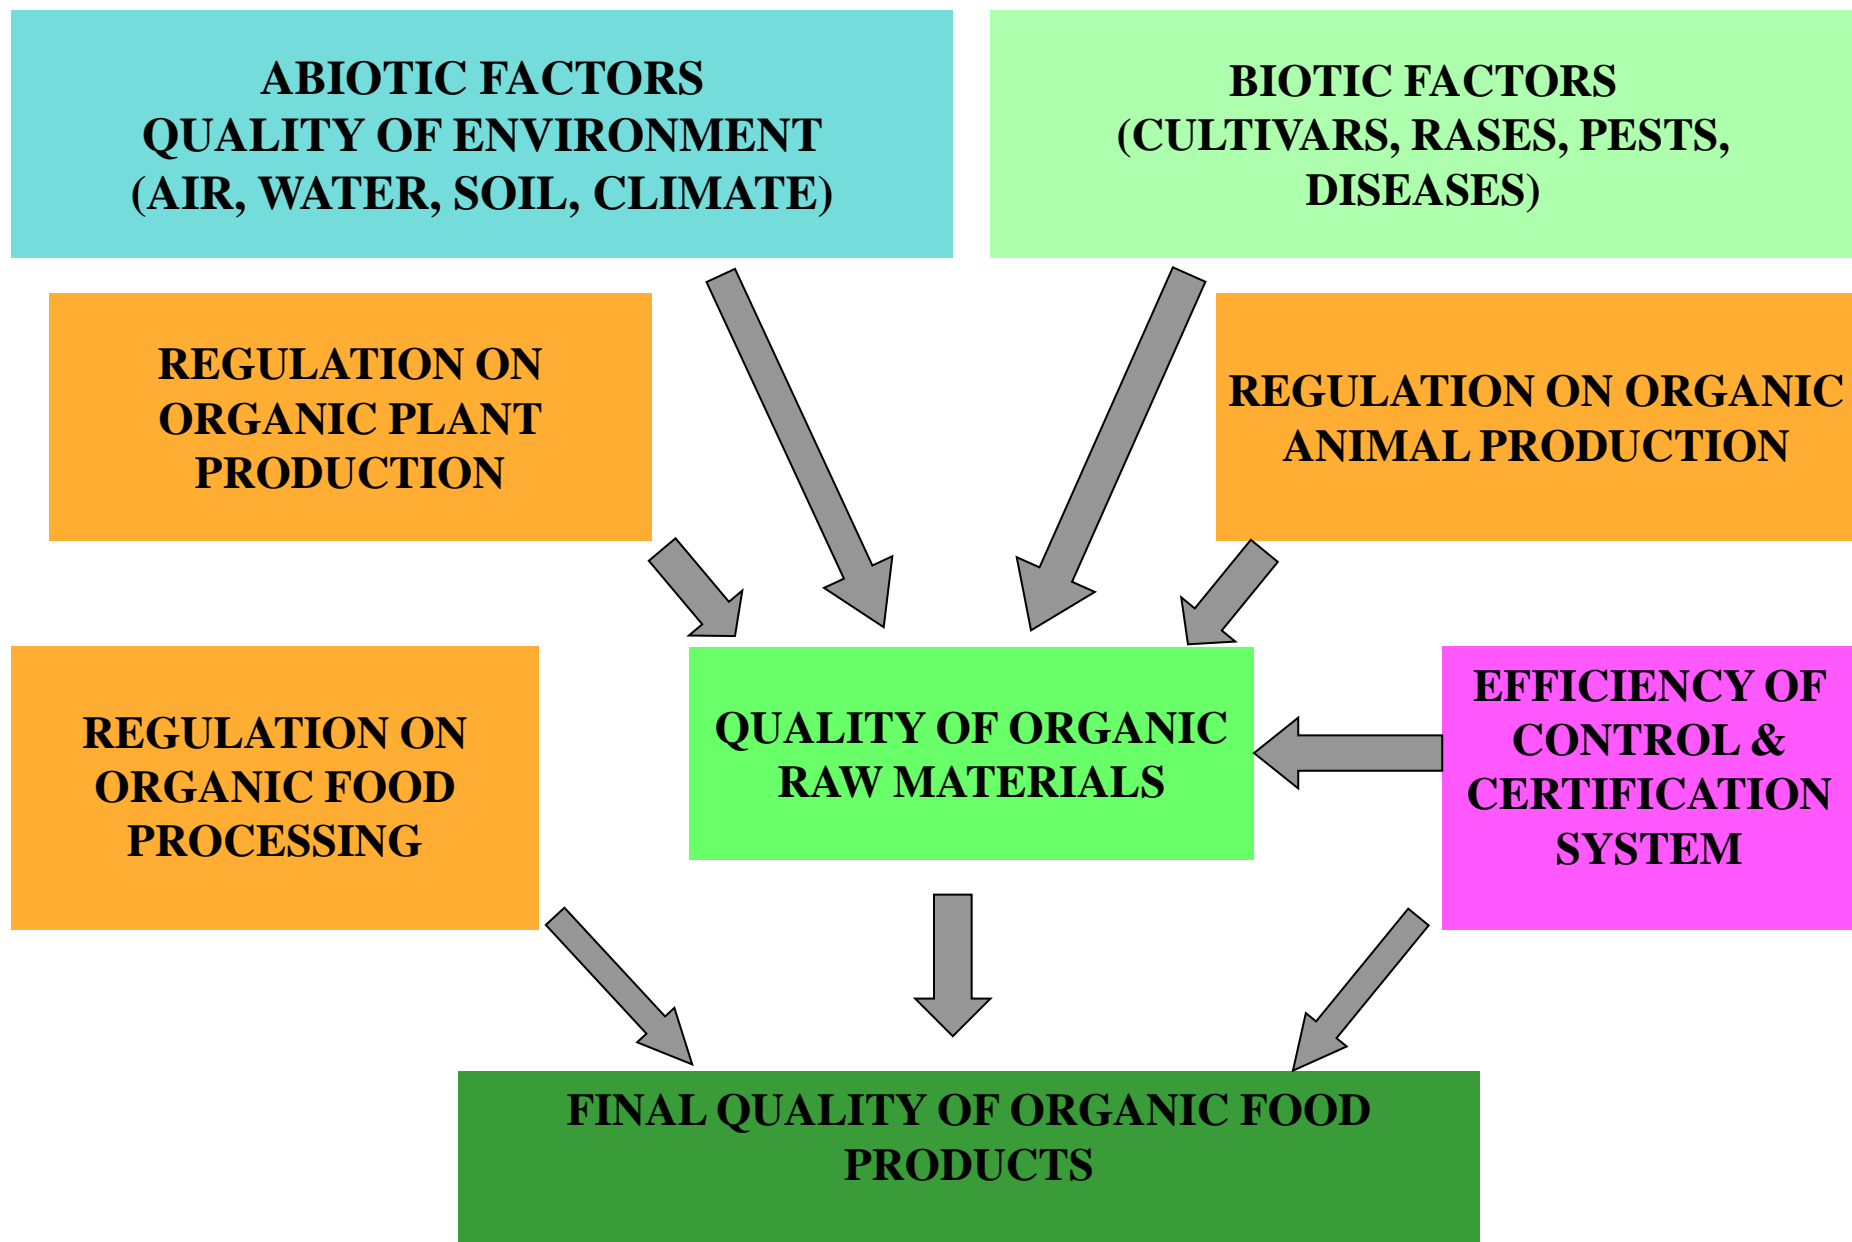 ABIOTIC FACTORS
QUALITY OF ENVIRONMENT
(AIR, WATER, SOIL, CLIMATE)
BIOTIC FACTORS
(CULTIVARS, RASES, PESTS,
DISEASES)
REGULATION ON
ORGANIC PLANT
PRODUCTION
REGULATION ON ORGANIC
ANIMAL PRODUCTION
REGULATION ON
ORGANIC FOOD
PROCESSING
QUALITY OF ORGANIC
RAW MATERIALS
EFFICIENCY OF
CONTROL &
CERTIFICATION
SYSTEM
FINAL QUALITY OF ORGANIC FOOD
PRODUCTS